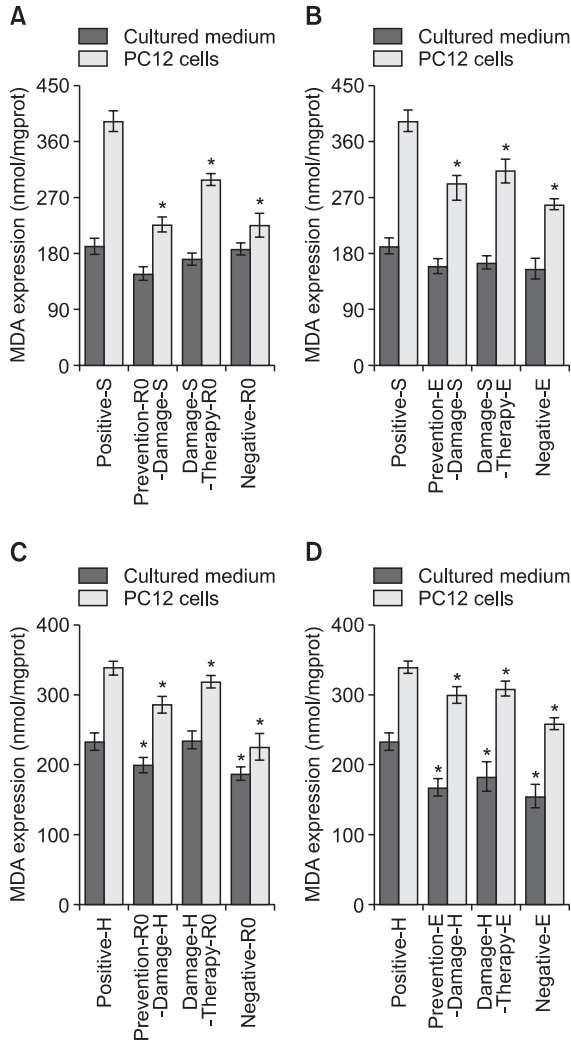 A
Cultured medium
PC12 cells
MDA expression (nmol/mgprot)
450
360
270
180
90
0
*
*
*
Positive-S
Prevention-R0
-Damage-S
Damage-S
-Therapy-R0
Negative-R0
B
Cultured medium
PC12 cells
MDA expression (nmol/mgprot)
450
360
270
180
90
0
*
*
*
Positive-S
Prevention-E
-Damage-S
Damage-S
-Therapy-E
Negative-E
C
Cultured medium
PC12 cells
MDA expression (nmol/mgprot)
400
300
200
100
0
*
*
*
*
*
Positive-H
Prevention-R0
-Damage-H
Damage-H
-Therapy-R0
Negative-R0
D
Cultured medium
PC12 cells
MDA expression (nmol/mgprot)
400
300
200
100
0
*
*
*
*
*
*
Positive-H
Prevention-E
-Damage-H
Damage-H
-Therapy-E
Negative-E